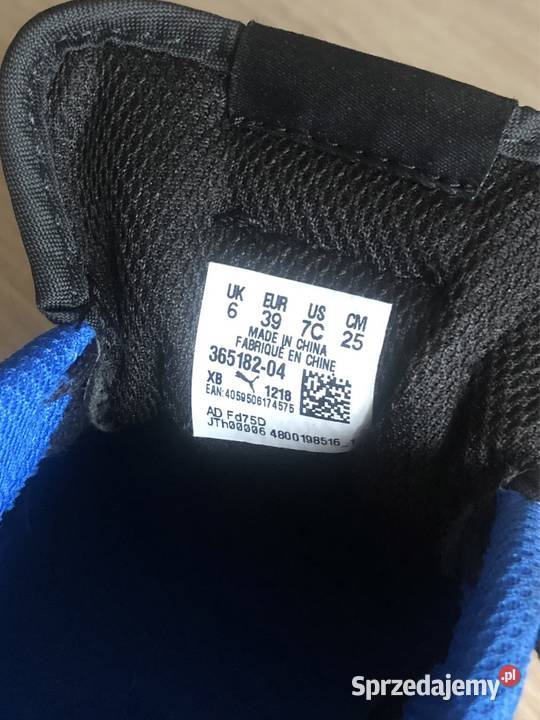 UK EUR US CM
6 39 7C 25
MADE IN CHINA
FABRIQUÉ EN CHINE
365182-04
XB 1218
EAN:4059506174575
AD Fd75D
JTh00006 4800198516
Sprzedajemy.pl